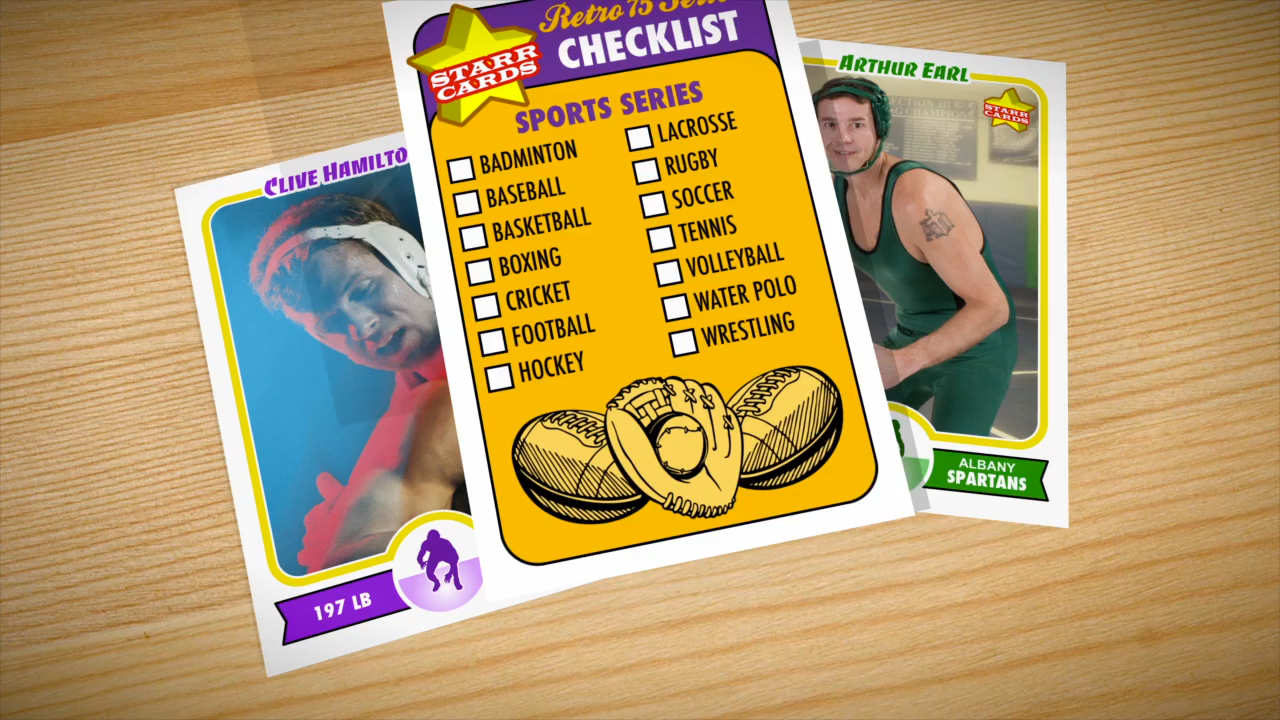 Retro 75
CHECKLIST
STARR
CARDS
SPORTS SERIES
BADMINTON
BASEBALL
BASKETBALL
BOXING
CRICKET
FOOTBALL
HOCKEY
LACROSSE
RUGBY
SOCCER
TENNIS
VOLLEYBALL
WATER POLO
WRESTLING
CLIVE HAMILTO
197 LB
ARTHUR EARL
STARR
CARDS
ALBANY
SPARTANS